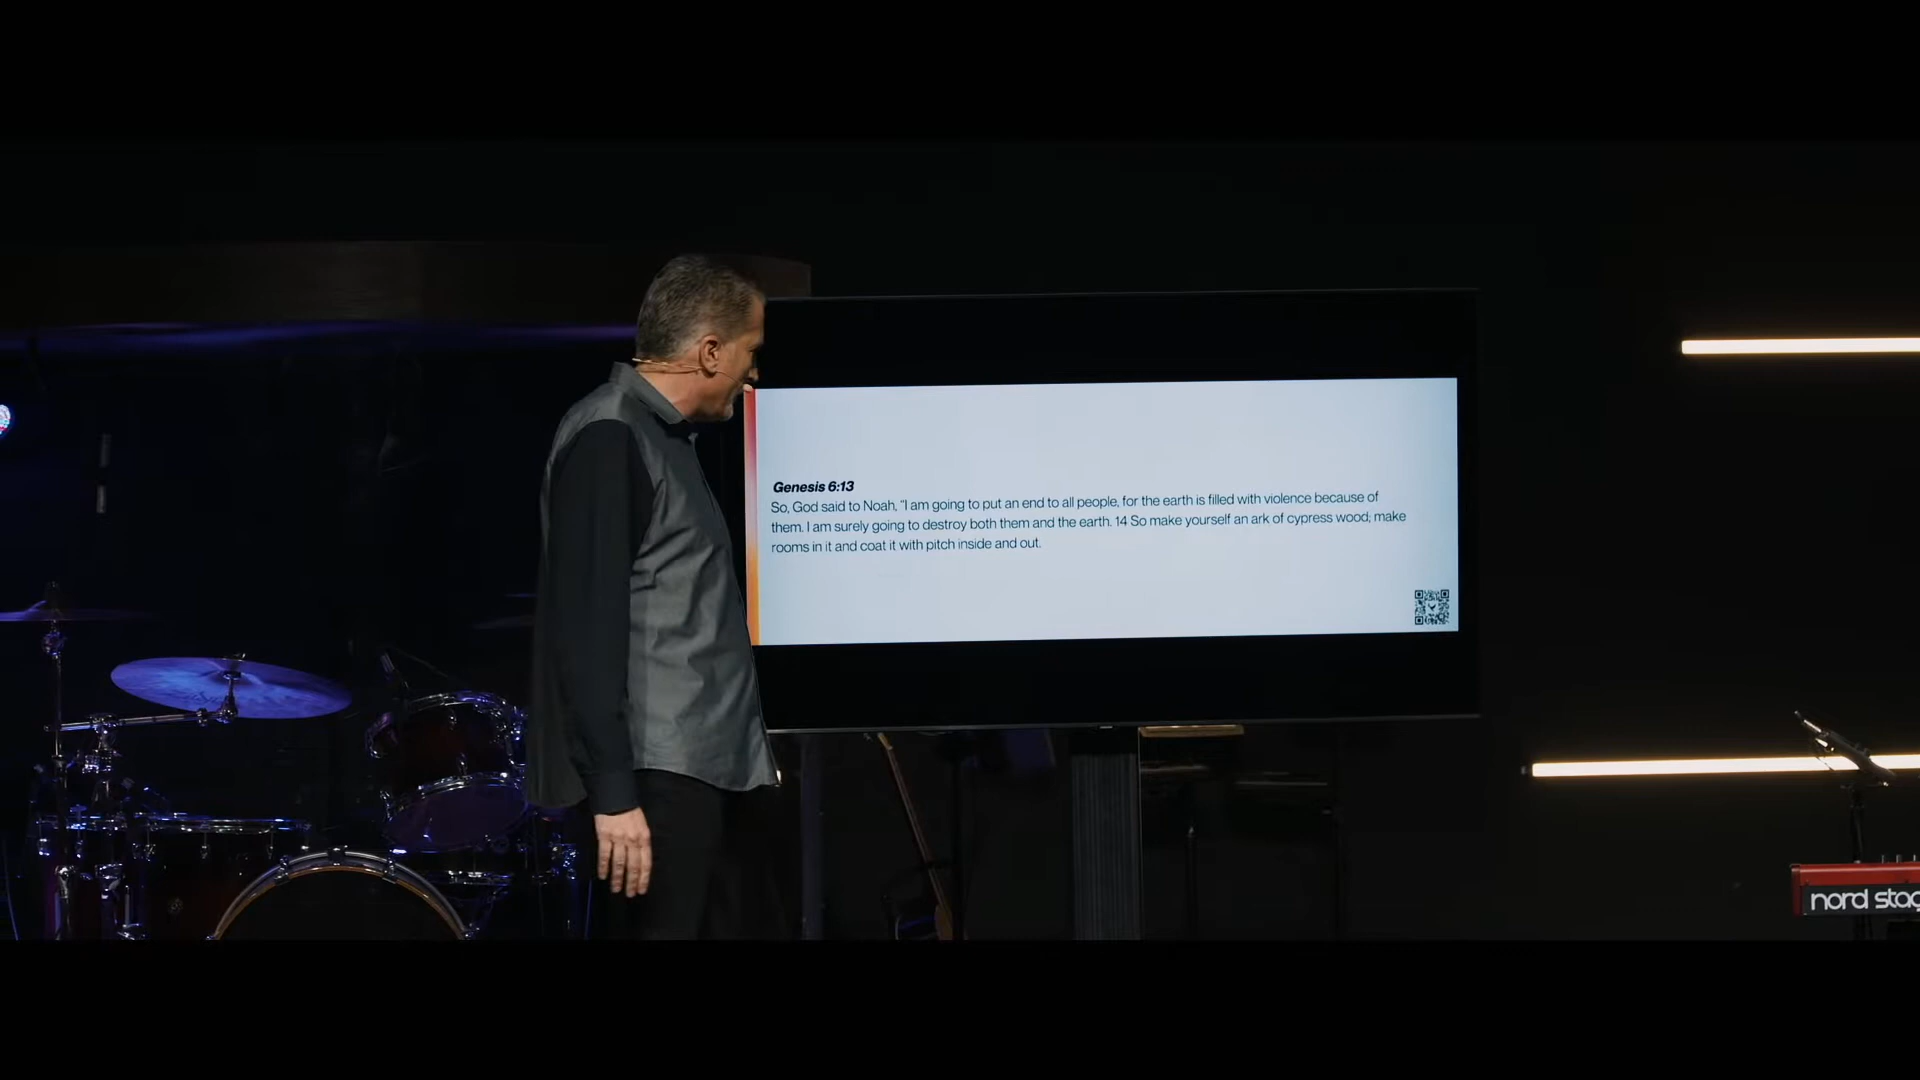 Genesis 6:13
So, God said to Noah, “I am going to put an end to all people, for the earth is filled with violence because of
them. I am surely going to destroy both them and the earth. 14 So make yourself an ark of cypress wood; make
rooms in it and coat it with pitch inside and out.
nord stag